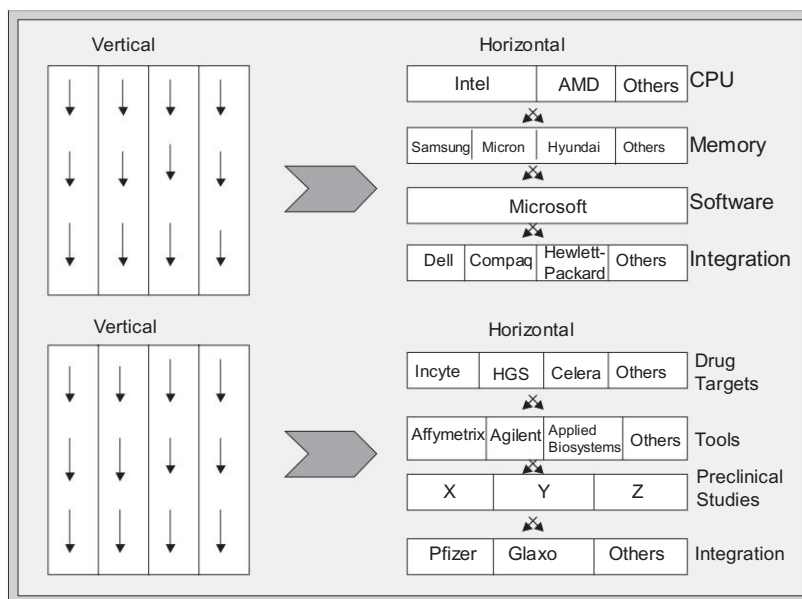 Vertical
Horizontal
Intel AMD Others CPU
Samsung Micron Hyundai Others Memory
Microsoft Software
Dell Compaq Hewlett-
Packard Others Integration
Vertical
Horizontal
Incyte HGS Celera Others Drug
Targets
Affymetrix Agilent Applied
Biosystems Others Tools
X Y Z Preclinical
Studies
Pfizer Glaxo Others Integration